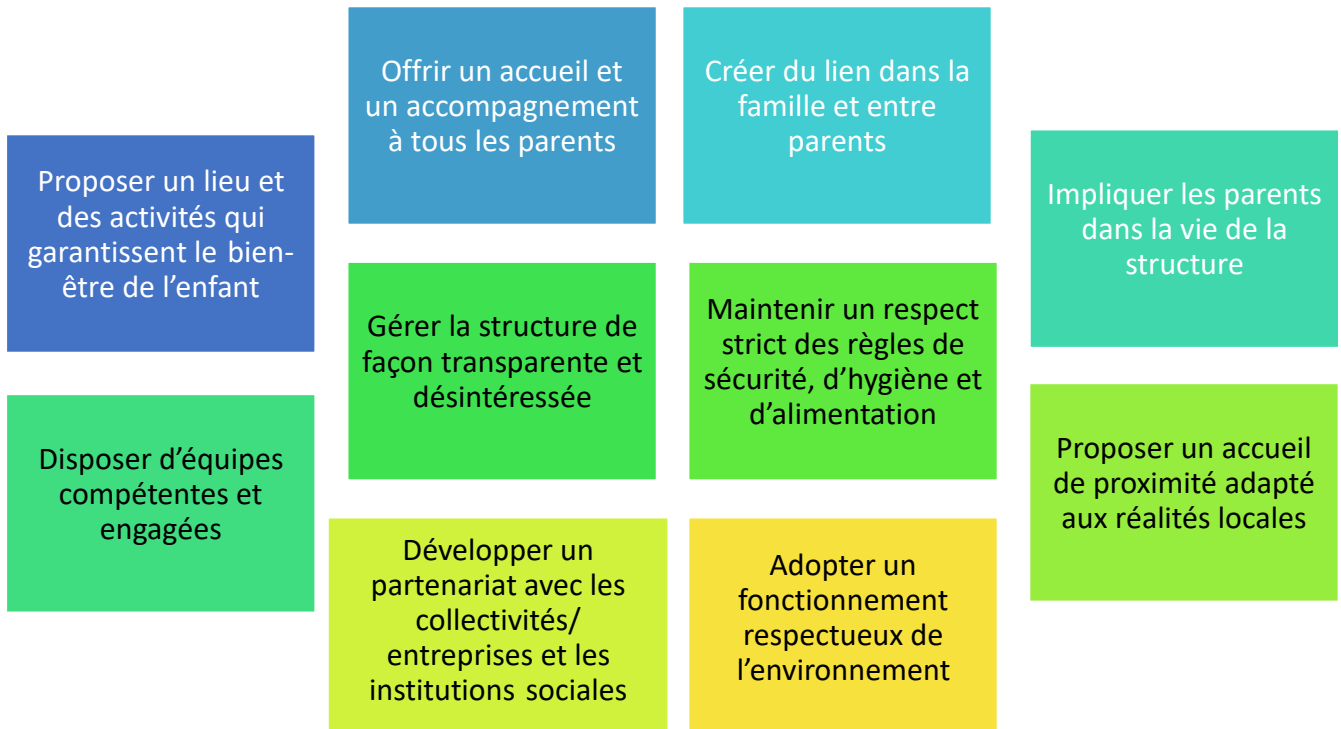 Proposer un lieu et
des activités qui
garantissent le bien-
être de l’enfant
Offrir un accueil et
un accompagnement
à tous les parents
Créer du lien dans la
famille et entre
parents
Impliquer les parents
dans la vie de la
structure
Disposer d’équipes
compétentes et
engagées
Gérer la structure de
façon transparente et
désintéressée
Maintenir un respect
strict des règles de
sécurité, d’hygiène et
d’alimentation
Proposer un accueil
de proximité adapté
aux réalités locales
Développer un
partenariat avec les
collectivités/
entreprises et les
institutions sociales
Adopter un
fonctionnement
respectueux de
l’environnement